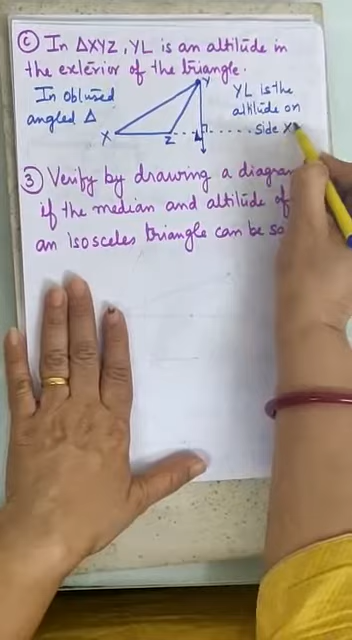 C In ΔXYZ, YL is an altitude in
the exterior of the triangle.
In obtused
angled Δ
YL is the
altitude on
side X
Y
X
Z
L
3 Verify by drawing a diagram
if the median and altitude of
an isosceles triangle can be